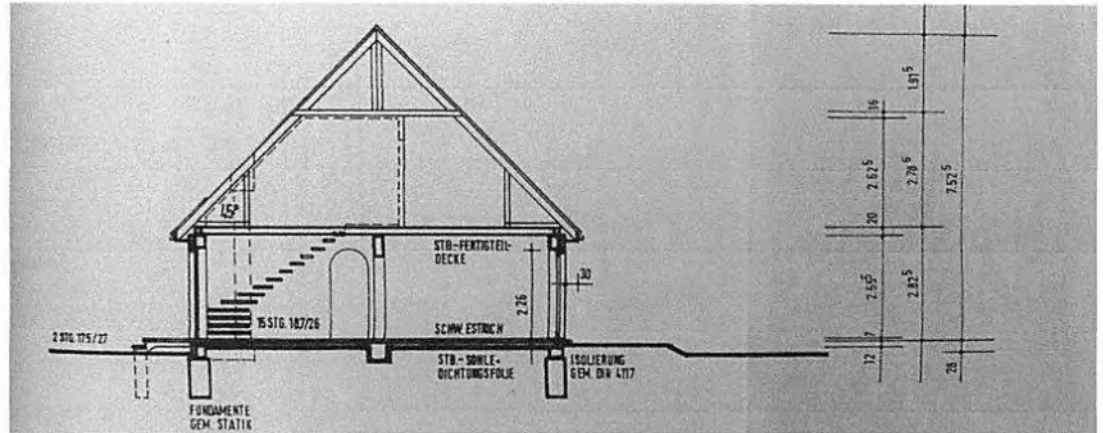 45°
STB-FERTIGTEIL-
DECKE
30
2.26
15 STG. 18.7/26
SCHW. ESTRICH
2 STG. 17.5/27
STB.-SOHLE+
DICHTUNGSFOLIE
ISOLIERUNG
GEM. DIN 4117
FUNDAMENTE
GEM. STATIK
1.91⁵
16
2.62⁵
2.78⁵
7.52⁵
20
2.55⁵
2.82⁵
7
12
28